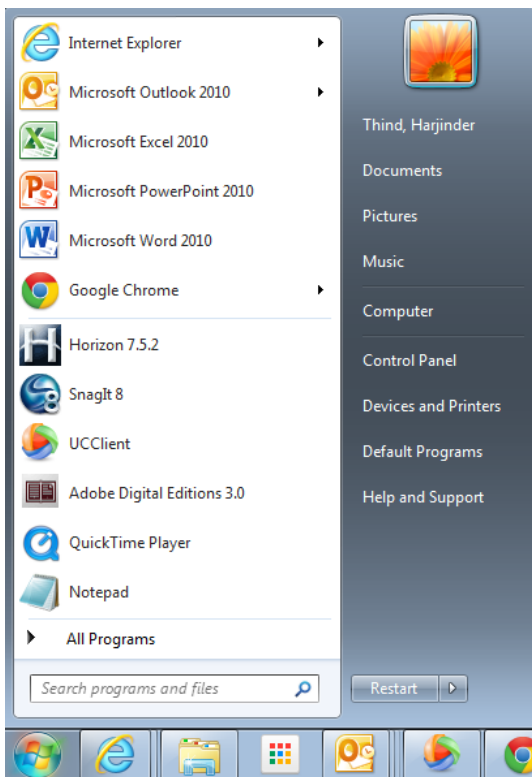 Internet Explorer
Microsoft Outlook 2010
Microsoft Excel 2010
Microsoft PowerPoint 2010
Microsoft Word 2010
Google Chrome
Horizon 7.5.2
SnagIt 8
UCClient
Adobe Digital Editions 3.0
QuickTime Player
Notepad
All Programs
Search programs and files
Thind, Harjinder
Documents
Pictures
Music
Computer
Control Panel
Devices and Printers
Default Programs
Help and Support
Restart